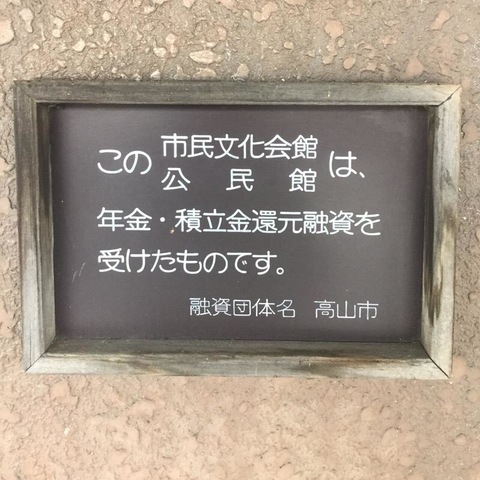 この市民文化会館
公民館は、
年金・積立金還元融資を
受けたものです。
融資団体名 高山市